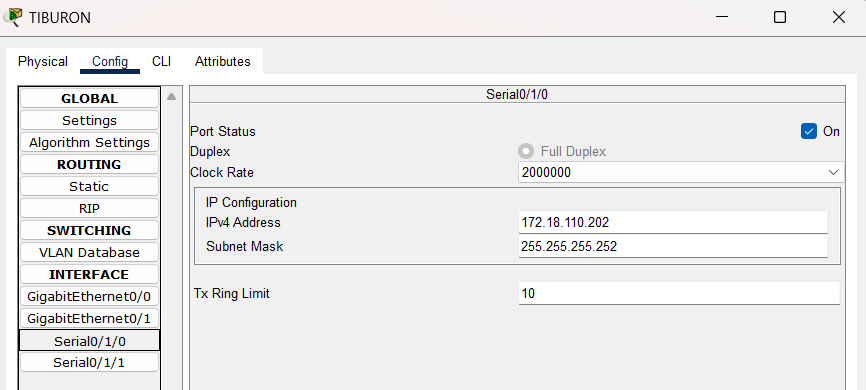 TIBURON
Physical Config CLI Attributes
GLOBAL
Settings
Algorithm Settings
ROUTING
Static
RIP
SWITCHING
VLAN Database
INTERFACE
GigabitEthernet0/0
GigabitEthernet0/1
Serial0/1/0
Serial0/1/1
Serial0/1/0
Port Status On
Duplex Full Duplex
Clock Rate 2000000
IP Configuration
IPv4 Address 172.18.110.202
Subnet Mask 255.255.255.252
Tx Ring Limit 10